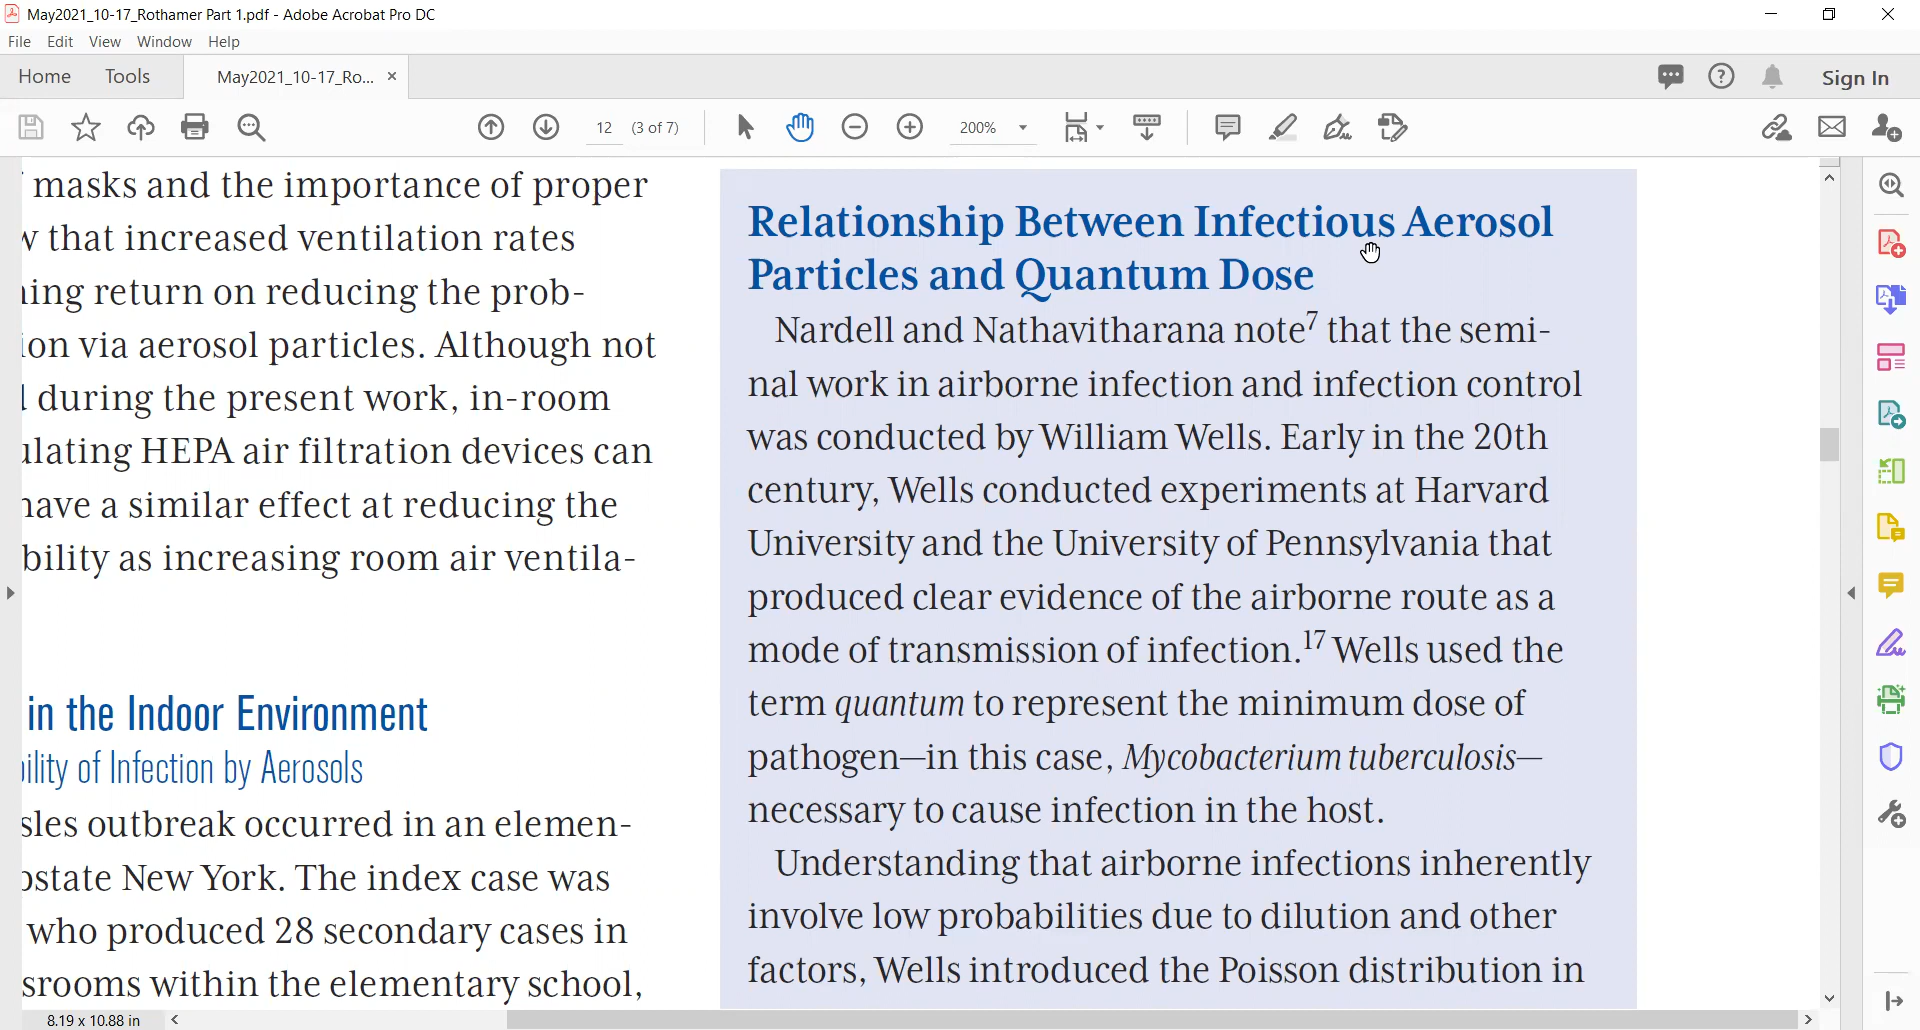 May2021_10-17_Rothamer Part 1.pdf - Adobe Acrobat Pro DC
File Edit View Window Help
Home Tools May2021_10-17_Ro... × Sign In
12 (3 of 7) 200%
masks and the importance of proper
that increased ventilation rates
return on reducing the prob-
via aerosol particles. Although not
during the present work, in-room
HEPA air filtration devices can
a similar effect at reducing the
as increasing room air ventila-
in the Indoor Environment
of Infection by Aerosols
outbreak occurred in an elemen-
New York. The index case was
who produced 28 secondary cases in
within the elementary school,
Relationship Between Infectious Aerosol
Particles and Quantum Dose
Nardell and Nathavitharana note7 that the semi-
nal work in airborne infection and infection control
was conducted by William Wells. Early in the 20th
century, Wells conducted experiments at Harvard
University and the University of Pennsylvania that
produced clear evidence of the airborne route as a
mode of transmission of infection.17 Wells used the
term quantum to represent the minimum dose of
pathogen—in this case, Mycobacterium tuberculosis—
necessary to cause infection in the host.
Understanding that airborne infections inherently
involve low probabilities due to dilution and other
factors, Wells introduced the Poisson distribution in
8.19 x 10.88 in